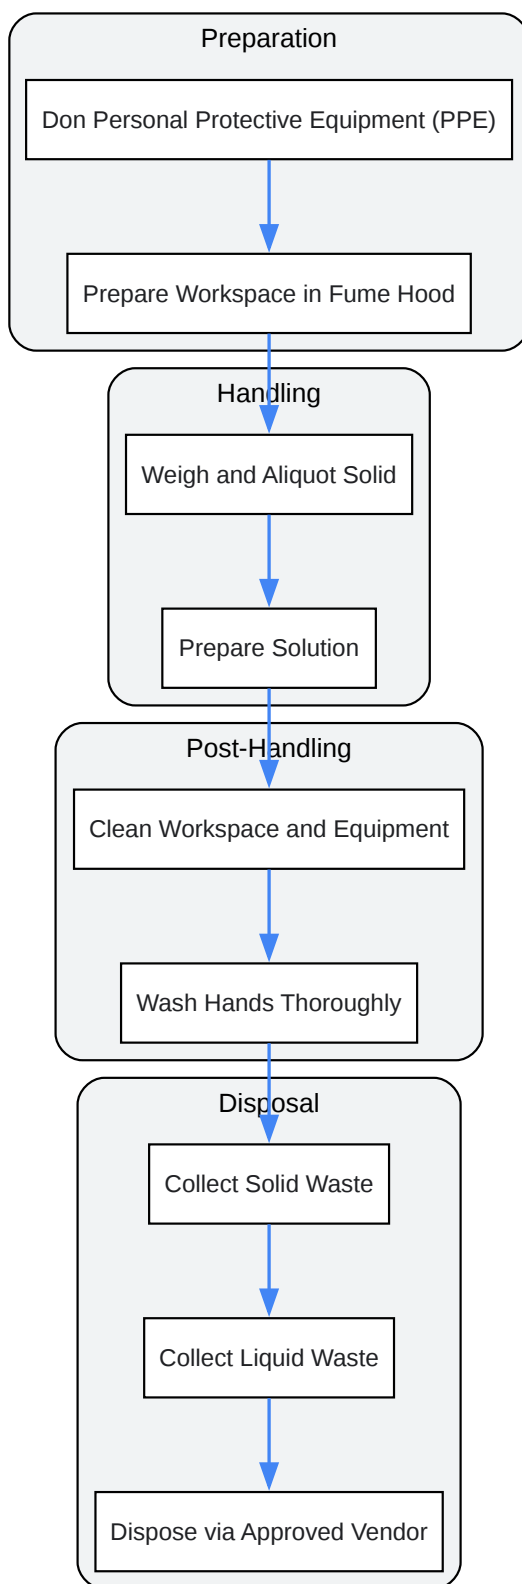 Preparation
Don Personal Protective Equipment (PPE)
Prepare Workspace in Fume Hood
Handling
Weigh and Aliquot Solid
Prepare Solution
Post-Handling
Clean Workspace and Equipment
Wash Hands Thoroughly
Disposal
Collect Solid Waste
Collect Liquid Waste
Dispose via Approved Vendor